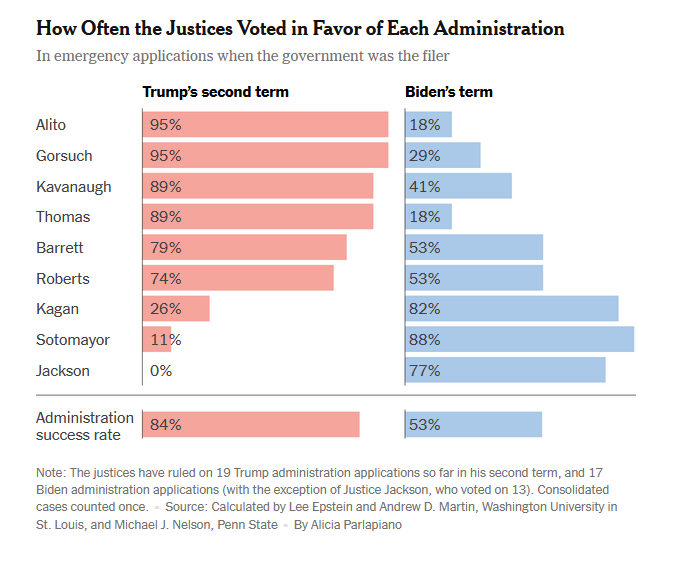 How Often the Justices Voted in Favor of Each Administration
In emergency applications when the government was the filer
Trump’s second term Biden’s term
Alito 95% 18%
Gorsuch 95% 29%
Kavanaugh 89% 41%
Thomas 89% 18%
Barrett 79% 53%
Roberts 74% 53%
Kagan 26% 82%
Sotomayor 11% 88%
Jackson 0% 77%
Administration
success rate 84% 53%
Note: The justices have ruled on 19 Trump administration applications so far in his second term, and 17
Biden administration applications (with the exception of Justice Jackson, who voted on 13). Consolidated
cases counted once. • Source: Calculated by Lee Epstein and Andrew D. Martin, Washington University in
St. Louis, and Michael J. Nelson, Penn State • By Alicia Parlapiano